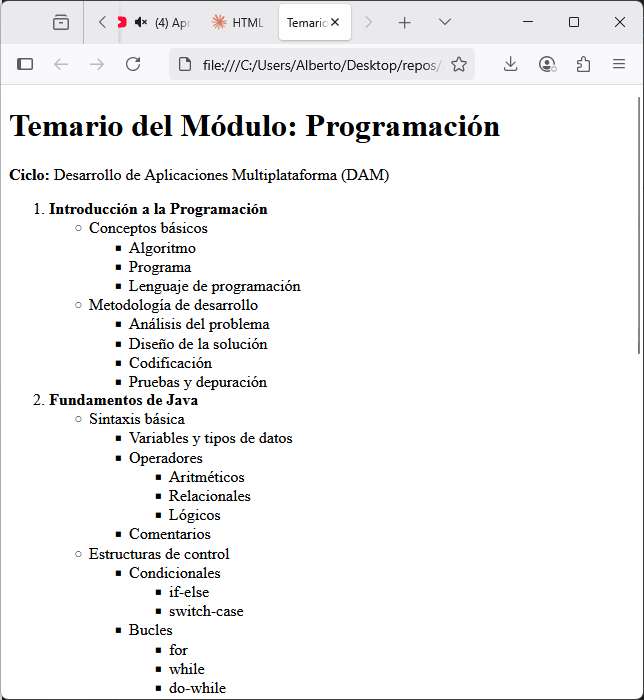 (4) Apr
HTML
Temario
file:///C:/Users/Alberto/Desktop/repos/
Temario del Módulo: Programación
Ciclo: Desarrollo de Aplicaciones Multiplataforma (DAM)
1. Introducción a la Programación
Conceptos básicos
Algoritmo
Programa
Lenguaje de programación
Metodología de desarrollo
Análisis del problema
Diseño de la solución
Codificación
Pruebas y depuración
2. Fundamentos de Java
Sintaxis básica
Variables y tipos de datos
Operadores
Aritméticos
Relacionales
Lógicos
Comentarios
Estructuras de control
Condicionales
if-else
switch-case
Bucles
for
while
do-while